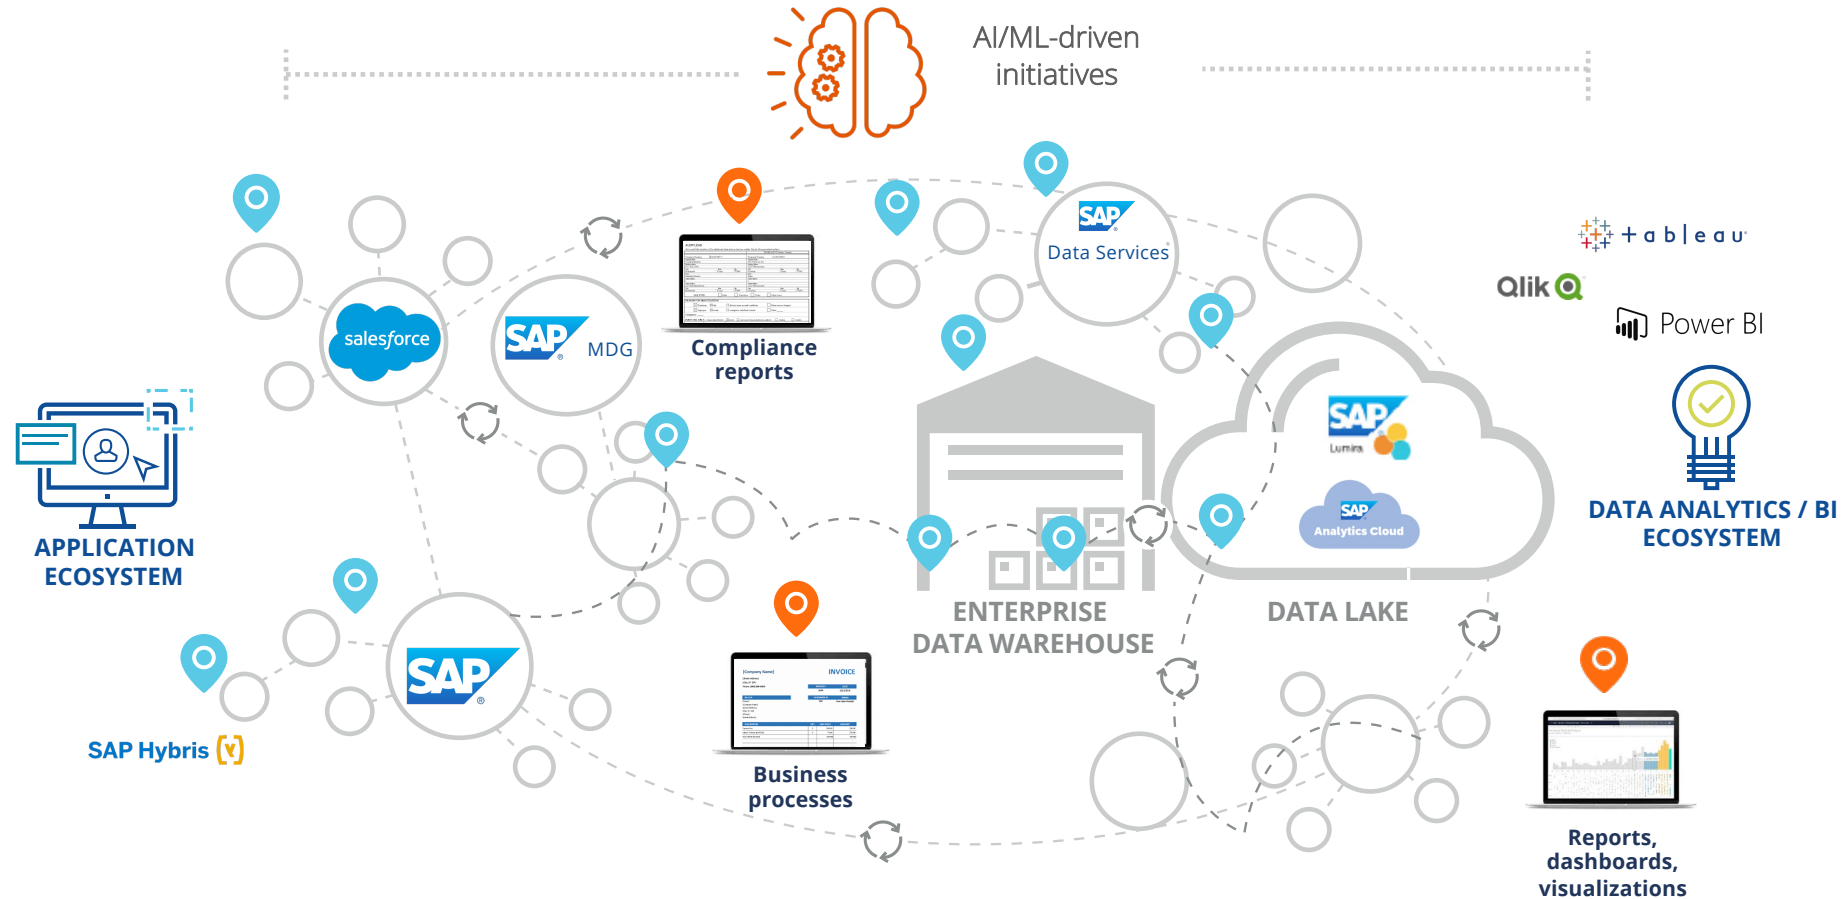 AI/ML-driven
initiatives
SAP
Data Services
tableau
Qlik
Power BI
salesforce
SAP
MDG
Compliance
reports
SAP
Lumira
SAP
Analytics Cloud
APPLICATION
ECOSYSTEM
DATA ANALYTICS / BI
ECOSYSTEM
ENTERPRISE
DATA WAREHOUSE
DATA LAKE
SAP
SAP Hybris
[Company Name]
INVOICE
Business
processes
Reports,
dashboards,
visualizations